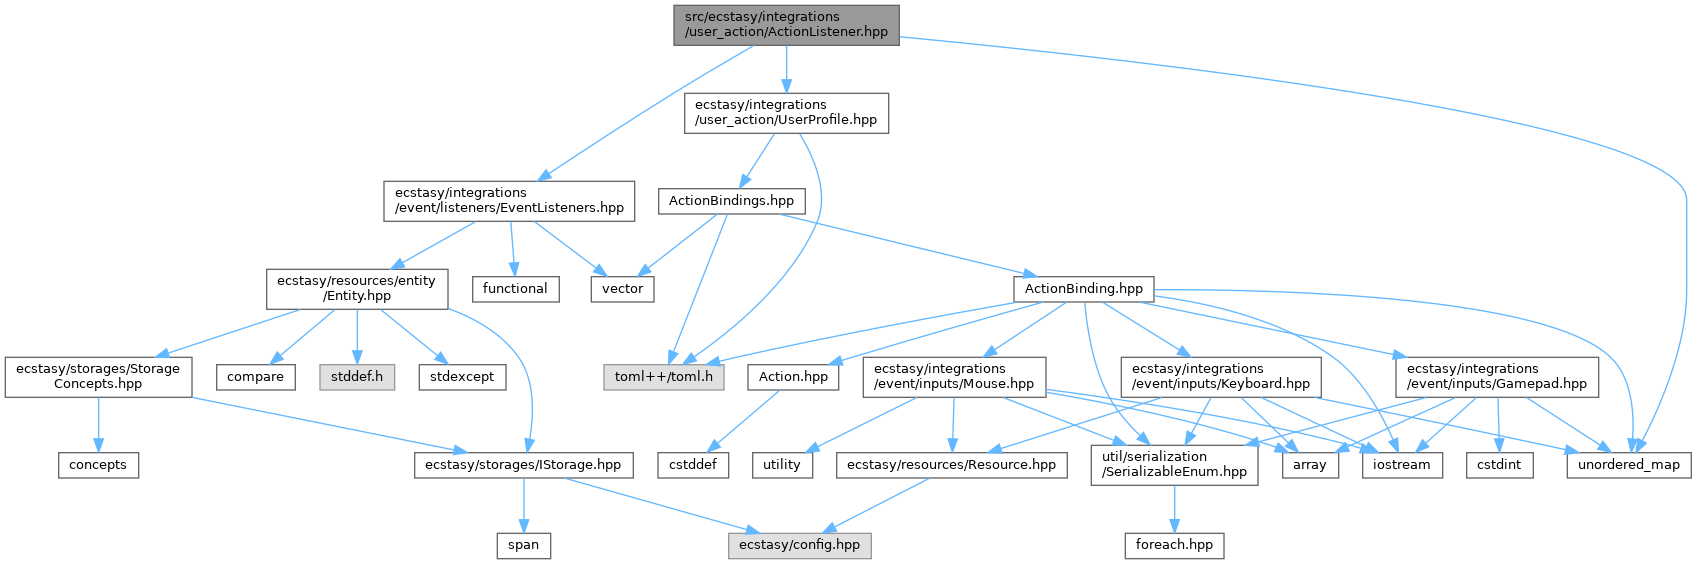 src/ecstasy/integrations
/user_action/ActionListener.hpp
ecstasy/integrations
/user_action/UserProfile.hpp
ecstasy/integrations
/event/listeners/EventListeners.hpp
ActionBindings.hpp
ecstasy/resources/entity
/Entity.hpp
functional
vector
ActionBinding.hpp
ecstasy/storages/Storage
Concepts.hpp
compare
stddef.h
stdexcept
toml++/toml.h
Action.hpp
ecstasy/integrations
/event/inputs/Mouse.hpp
ecstasy/integrations
/event/inputs/Keyboard.hpp
ecstasy/integrations
/event/inputs/Gamepad.hpp
concepts
ecstasy/storages/IStorage.hpp
cstddef
utility
ecstasy/resources/Resource.hpp
util/serialization
/SerializableEnum.hpp
array
iostream
cstdint
unordered_map
span
ecstasy/config.hpp
foreach.hpp